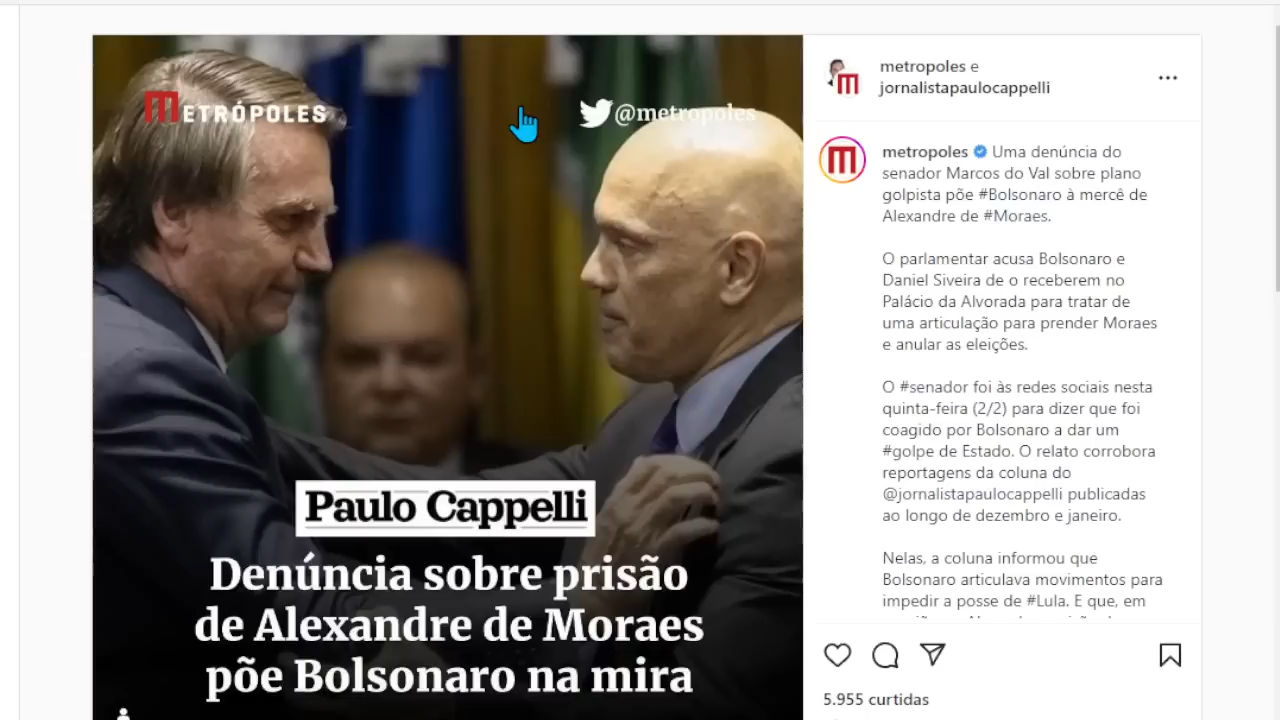 METRÓPOLES
@metropoles
Paulo Cappelli
Denúncia sobre prisão
de Alexandre de Moraes
põe Bolsonaro na mira
metropoles e
jornalistapaulocappelli
metropoles Uma denúncia do
senador Marcos do Val sobre plano
golpista põe #Bolsonaro à mercê de
Alexandre de #Moraes.
O parlamentar acusa Bolsonaro e
Daniel Siveira de o receberem no
Palácio da Alvorada para tratar de
uma articulação para prender Moraes
e anular as eleições.
O #senador foi às redes sociais nesta
quinta-feira (2/2) para dizer que foi
coagido por Bolsonaro a dar um
#golpe de Estado. O relato corrobora
reportagens da coluna do
@jornalistapaulocappelli publicadas
ao longo de dezembro e janeiro.
Nelas, a coluna informou que
Bolsonaro articulava movimentos para
impedir a posse de #Lula. E que, em
5.955 curtidas